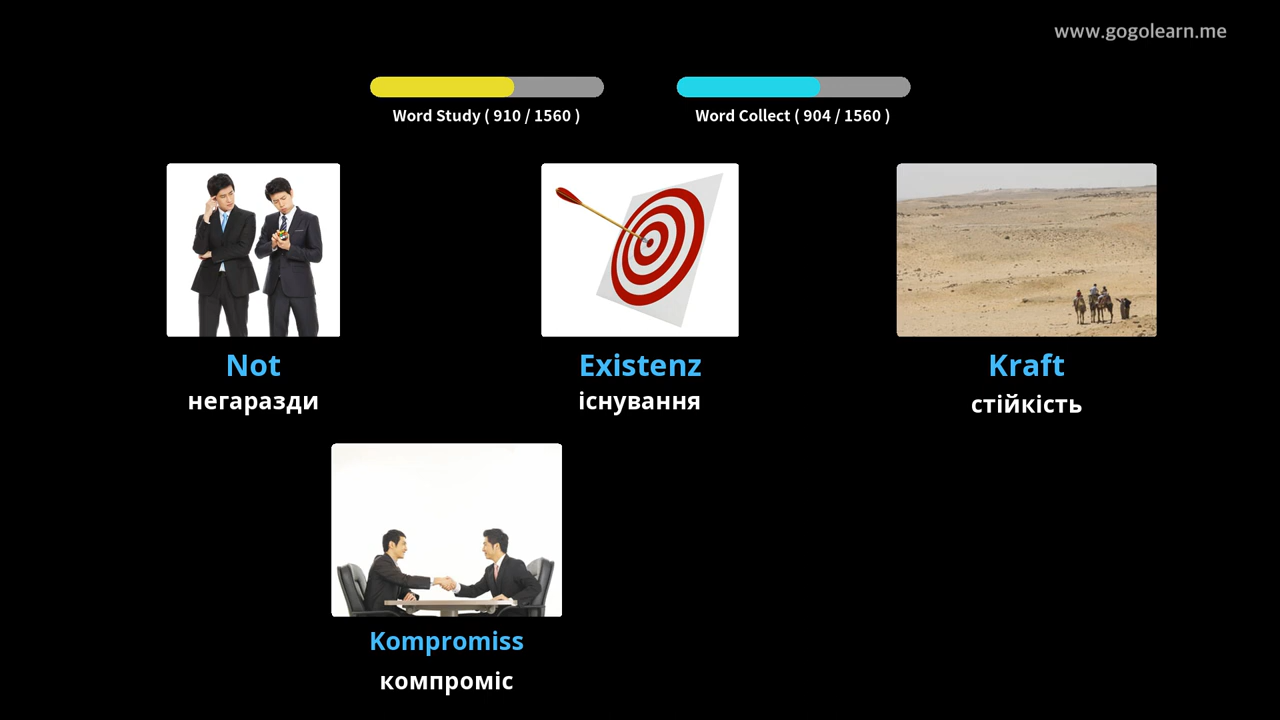 www.gogolearn.me
Word Study ( 910 / 1560 )
Word Collect ( 904 / 1560 )
Not
негаразди
Existenz
існування
Kraft
стійкість
Kompromiss
компроміс